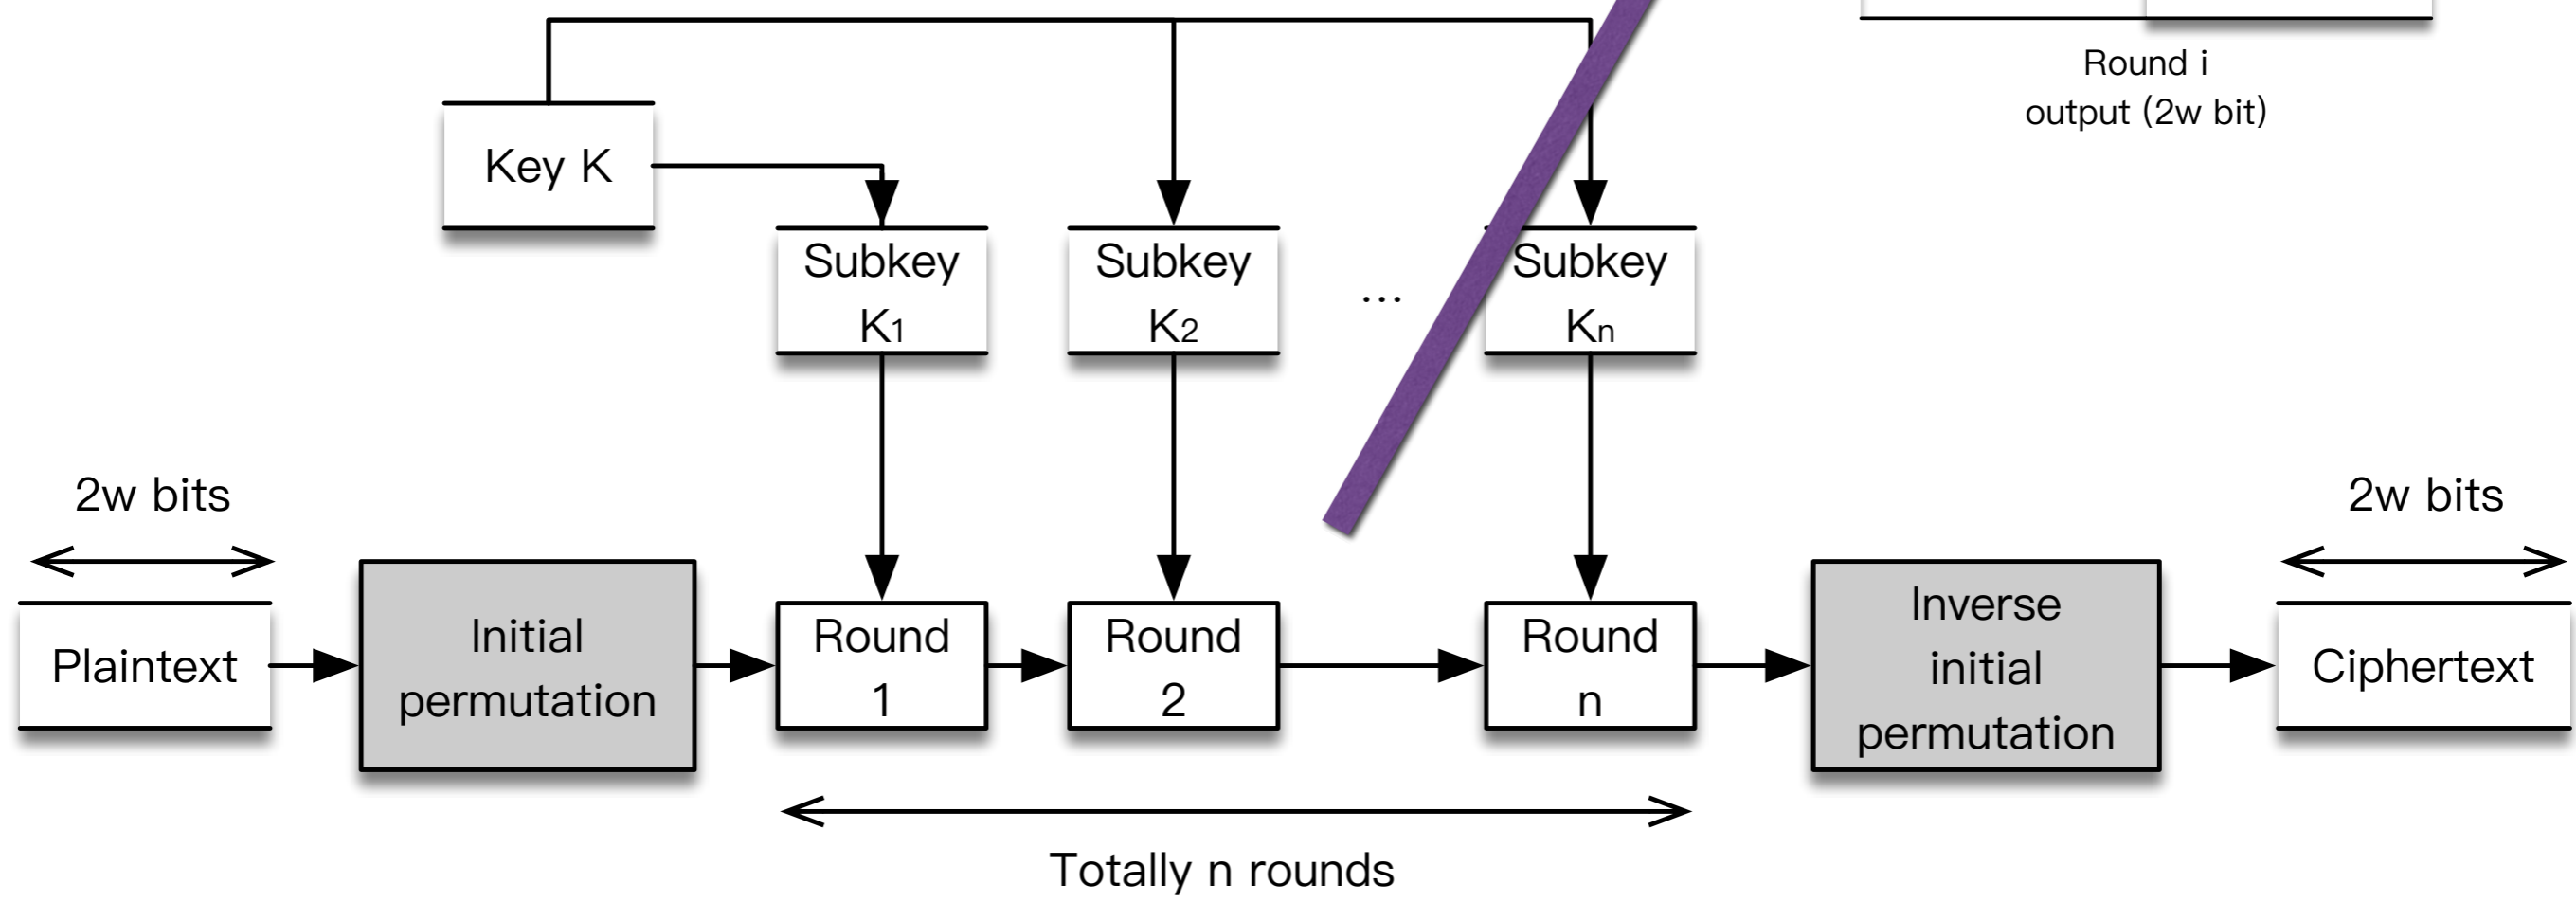 Round i
output (2w bit)
Key K
Subkey
K1
Subkey
K2
...
Subkey
Kn
2w bits
2w bits
Plaintext
Initial
permutation
Round
1
Round
2
Round
n
Inverse
initial
permutation
Ciphertext
Totally n rounds